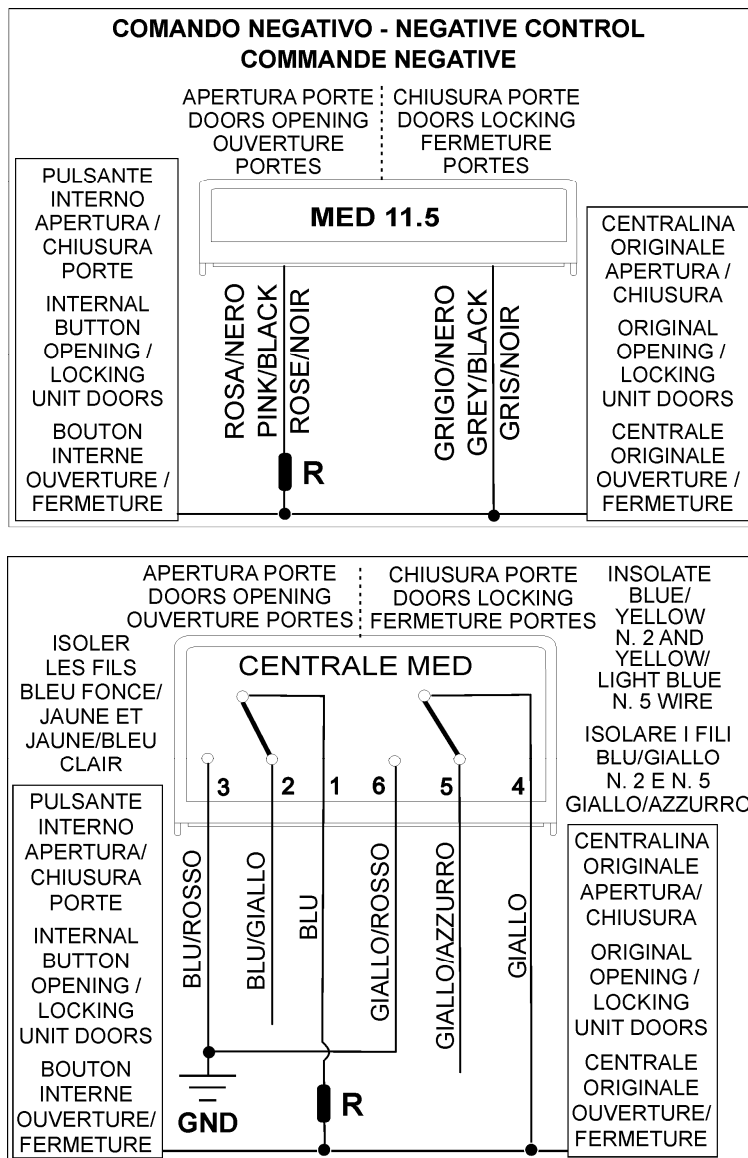 COMANDO NEGATIVO - NEGATIVE CONTROL
COMMANDE NEGATIVE
APERTURA PORTE
DOORS OPENING
OUVERTURE
PORTES
CHIUSURA PORTE
DOORS LOCKING
FERMETURE
PORTES
PULSANTE
INTERNO
APERTURA /
CHIUSURA
PORTE
INTERNAL
BUTTON
OPENING /
LOCKING
UNIT DOORS
BOUTON
INTERNE
OUVERTURE /
FERMETURE
MED 11.5
ROSA/NERO
PINK/BLACK
ROSE/NOIR
R
GRIGIO/NERO
GREY/BLACK
GRIS/NOIR
CENTRALINA
ORIGINALE
APERTURA /
CHIUSURA
ORIGINAL
OPENING /
LOCKING
UNIT DOORS
CENTRALE
ORIGINALE
OUVERTURE /
FERMETURE
APERTURA PORTE
DOORS OPENING
OUVERTURE PORTES
CHIUSURA PORTE
DOORS LOCKING
FERMETURE PORTES
INSOLATE
BLUE/
YELLOW
N. 2 AND
YELLOW/
LIGHT BLUE
N. 5 WIRE
ISOLARE I FILI
BLU/GIALLO
N. 2 E N. 5
GIALLO/AZZURRO
ISOLER
LES FILS
BLEU FONCE/
JAUNE ET
JAUNE/BLEU
CLAIR
CENTRALE MED
3 2 1 6 5 4
BLU/ROSSO
BLU/GIALLO
BLU
GIALLO/ROSSO
GIALLO/AZZURRO
GIALLO
GND
R
PULSANTE
INTERNO
APERTURA/
CHIUSURA
PORTE
INTERNAL
BUTTON
OPENING /
LOCKING
UNIT DOORS
BOUTON
INTERNE
OUVERTURE/
FERMETURE
CENTRALINA
ORIGINALE
APERTURA/
CHIUSURA
ORIGINAL
OPENING /
LOCKING
UNIT DOORS
CENTRALE
ORIGINALE
OUVERTURE/
FERMETURE